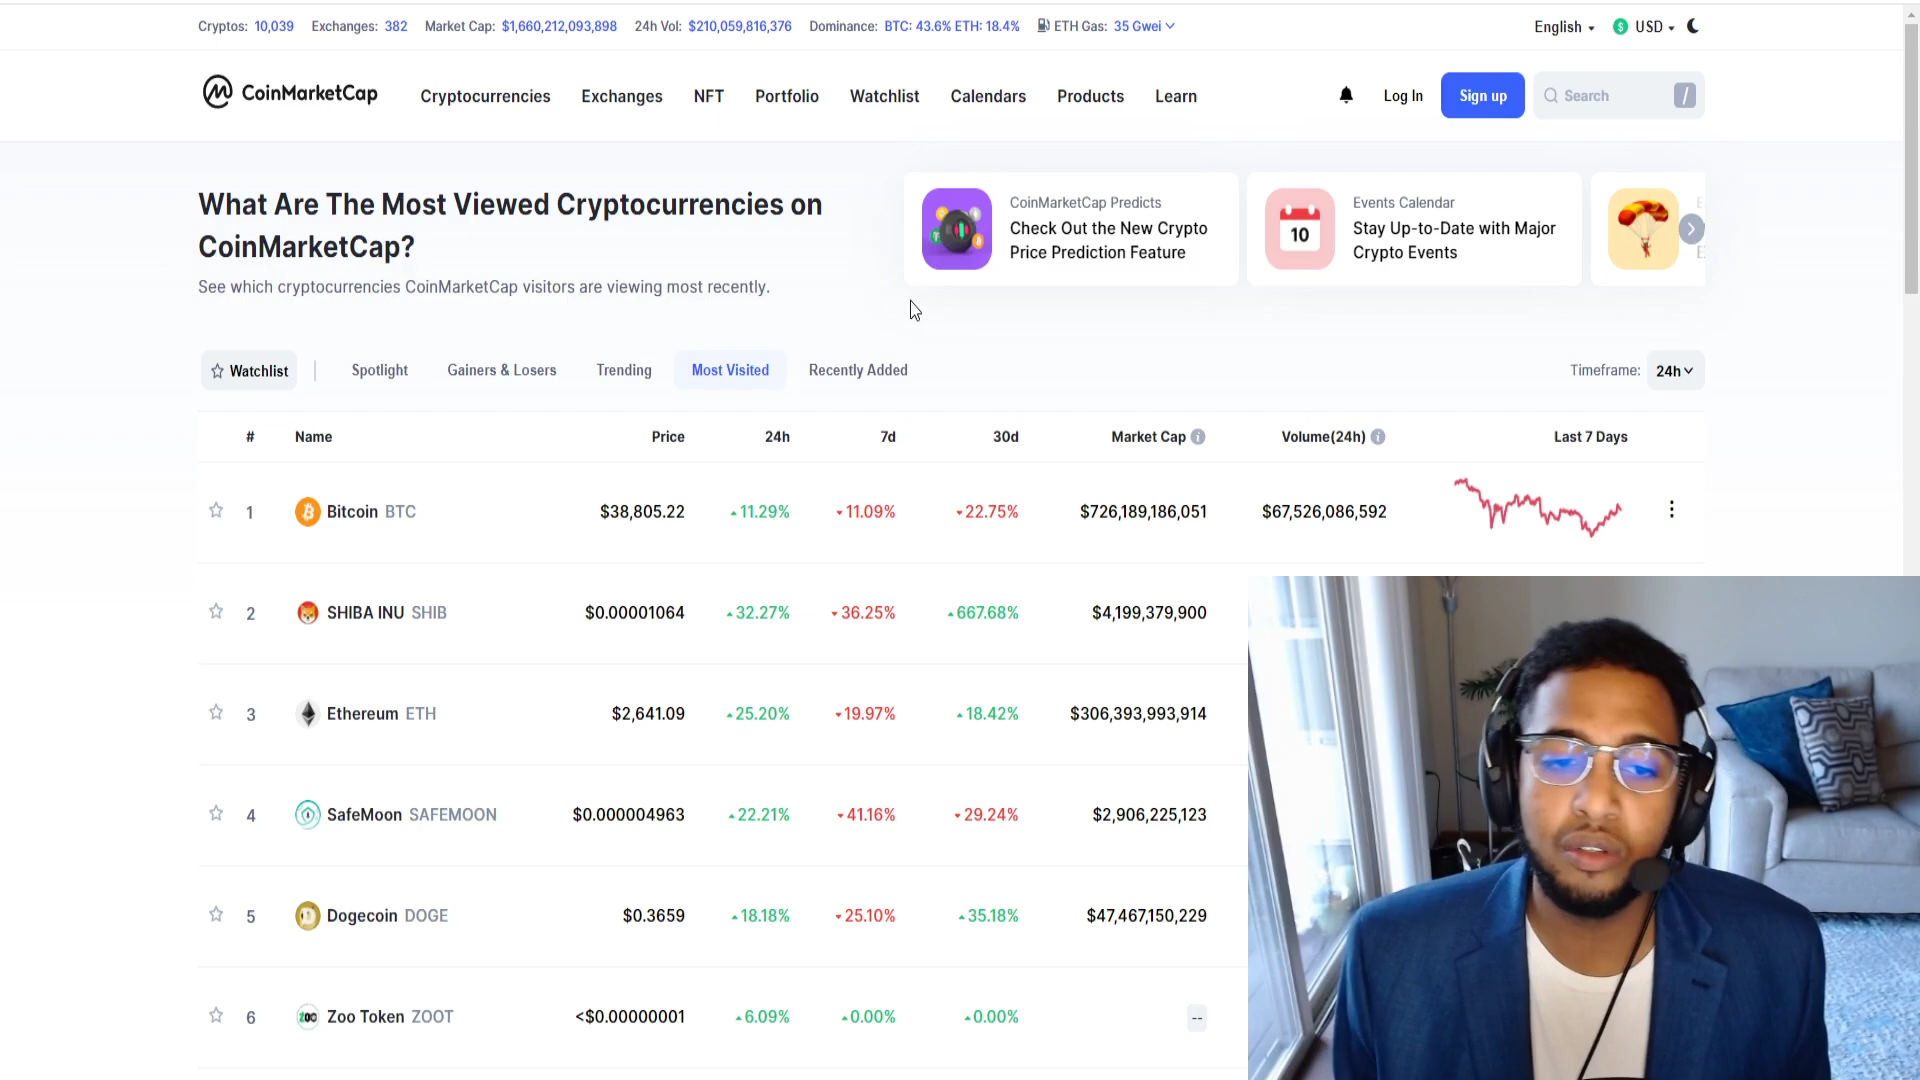 Cryptos: 10,039 Exchanges: 382 Market Cap: $1,660,212,093,898 24h Vol: $210,059,816,376 Dominance: BTC: 43.6% ETH: 18.4% ETH Gas: 35 Gwei English USD
CoinMarketCap Cryptocurrencies Exchanges NFT Portfolio Watchlist Calendars Products Learn Log In Sign up Search /
What Are The Most Viewed Cryptocurrencies on
CoinMarketCap?
See which cryptocurrencies CoinMarketCap visitors are viewing most recently.
CoinMarketCap Predicts
Check Out the New Crypto
Price Prediction Feature
10
Events Calendar
Stay Up-to-Date with Major
Crypto Events
Watchlist Spotlight Gainers & Losers Trending Most Visited Recently Added Timeframe: 24h
# Name Price 24h 7d 30d Market Cap Volume(24h) Last 7 Days
1 Bitcoin BTC $38,805.22 11.29% 11.09% 22.75% $726,189,186,051 $67,526,086,592
2 SHIBA INU SHIB $0.00001064 32.27% 36.25% 667.68% $4,199,379,900
3 Ethereum ETH $2,641.09 25.20% 19.97% 18.42% $306,393,993,914
4 SafeMoon SAFEMOON $0.000004963 22.21% 41.16% 29.24% $2,906,225,123
5 Dogecoin DOGE $0.3659 18.18% 25.10% 35.18% $47,467,150,229
6 Zoo Token ZOOT <$0.00000001 6.09% 0.00% 0.00% --